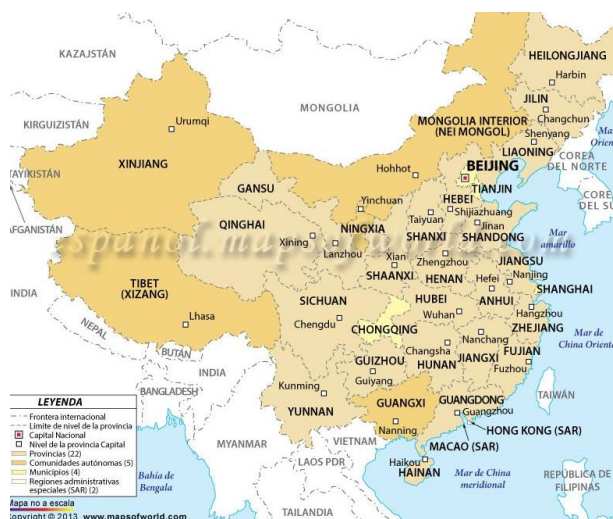 KAZAJSTÁN
HEILONGJIANG
Harbin
MONGOLIA
JILIN
Changchun
Urumqi
KIRGUIZISTÁN
MONGOLIA INTERIOR
(NEI MONGOL)
Shenyang
LIAONING
XINJIANG
BEIJING
COREA
DEL NORTE
TAYIKISTÁN
Hohhot
TIANJIN
GANSU
HEBEI
Yinchuan
Shijiazhuang
Taiyuan
COREA
QINGHAI
NINGXIA
Jinan
AFGANISTÁN
SHANXI
SHANDONG
Mar
amarillo
Xining
Lanzhou
Zhengzhou
JIANGSU
espanol.mapsofworld.com
Xian
SHAANXI
HENAN
Hefei
Nanjing
TIBET
(XIZANG)
SHANGHAI
INDIA
SICHUAN
HUBEI
ANHUI
Hangzhou
Wuhan
Lhasa
Chengdu
CHONGQING
ZHEJIANG
NEPAL
Nanchang
Mar de
China Orienta
BUTÁN
Changsha
GUIZHOU
HUNAN
JIANGXI
FUJIAN
INDIA
Guiyang
Fuzhou
Kunming
BANGLADESH
GUANGXI
TAIWÁN
YUNNAN
GUANGDONG
Guangzhou
Nanning
HONG KONG (SAR)
MYANMAR
VIETNAM
MACAO (SAR)
LAOS PDR
Haikou
HAINAN
Mar de China
meridional
REPÚBLICA DE
FILIPINAS
Bahía de
Bengala
TAILANDIA
LEYENDA
Frontera internacional
Límite de nivel de la provincia
Capital Nacional
Nivel de la provincia Capital
Provincias (22)
Comunidades autónomas (5)
Municipios (4)
Regiones administrativas
especiales (SAR) (2)
Mapa no a escala
Copyright © 2013 www.mapsofworld.com